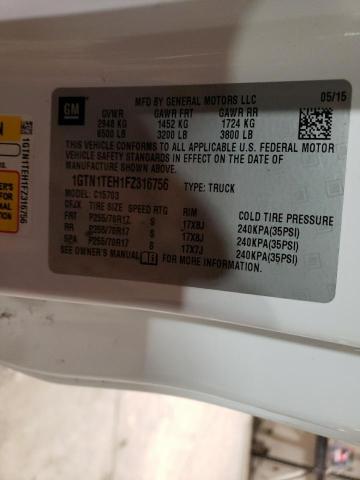 GM
MFD BY GENERAL MOTORS LLC 05/15
GVWR GAWR FRT GAWR RR
2948 KG 1452 KG 1724 KG
6500 LB 3200 LB 3800 LB
THIS VEHICLE CONFORMS TO ALL APPLICABLE U.S. FEDERAL MOTOR
VEHICLE SAFETY STANDARDS IN EFFECT ON THE DATE OF
MANUFACTURE SHOWN ABOVE.
1GTN1TEH1FZ316756 TYPE: TRUCK
MODEL: C15703
CFJX TIRE SIZE SPEED RTG RIM COLD TIRE PRESSURE
FRT P255/70R17 S 17X8J 240KPA(35PSI)
RR P255/70R17 S 17X8J 240KPA(35PSI)
SPA P255/70R17 S 17X7J 240KPA(35PSI)
SEE OWNER'S MANUAL FOR MORE INFORMATION.
1GTN1TEH1FZ316756